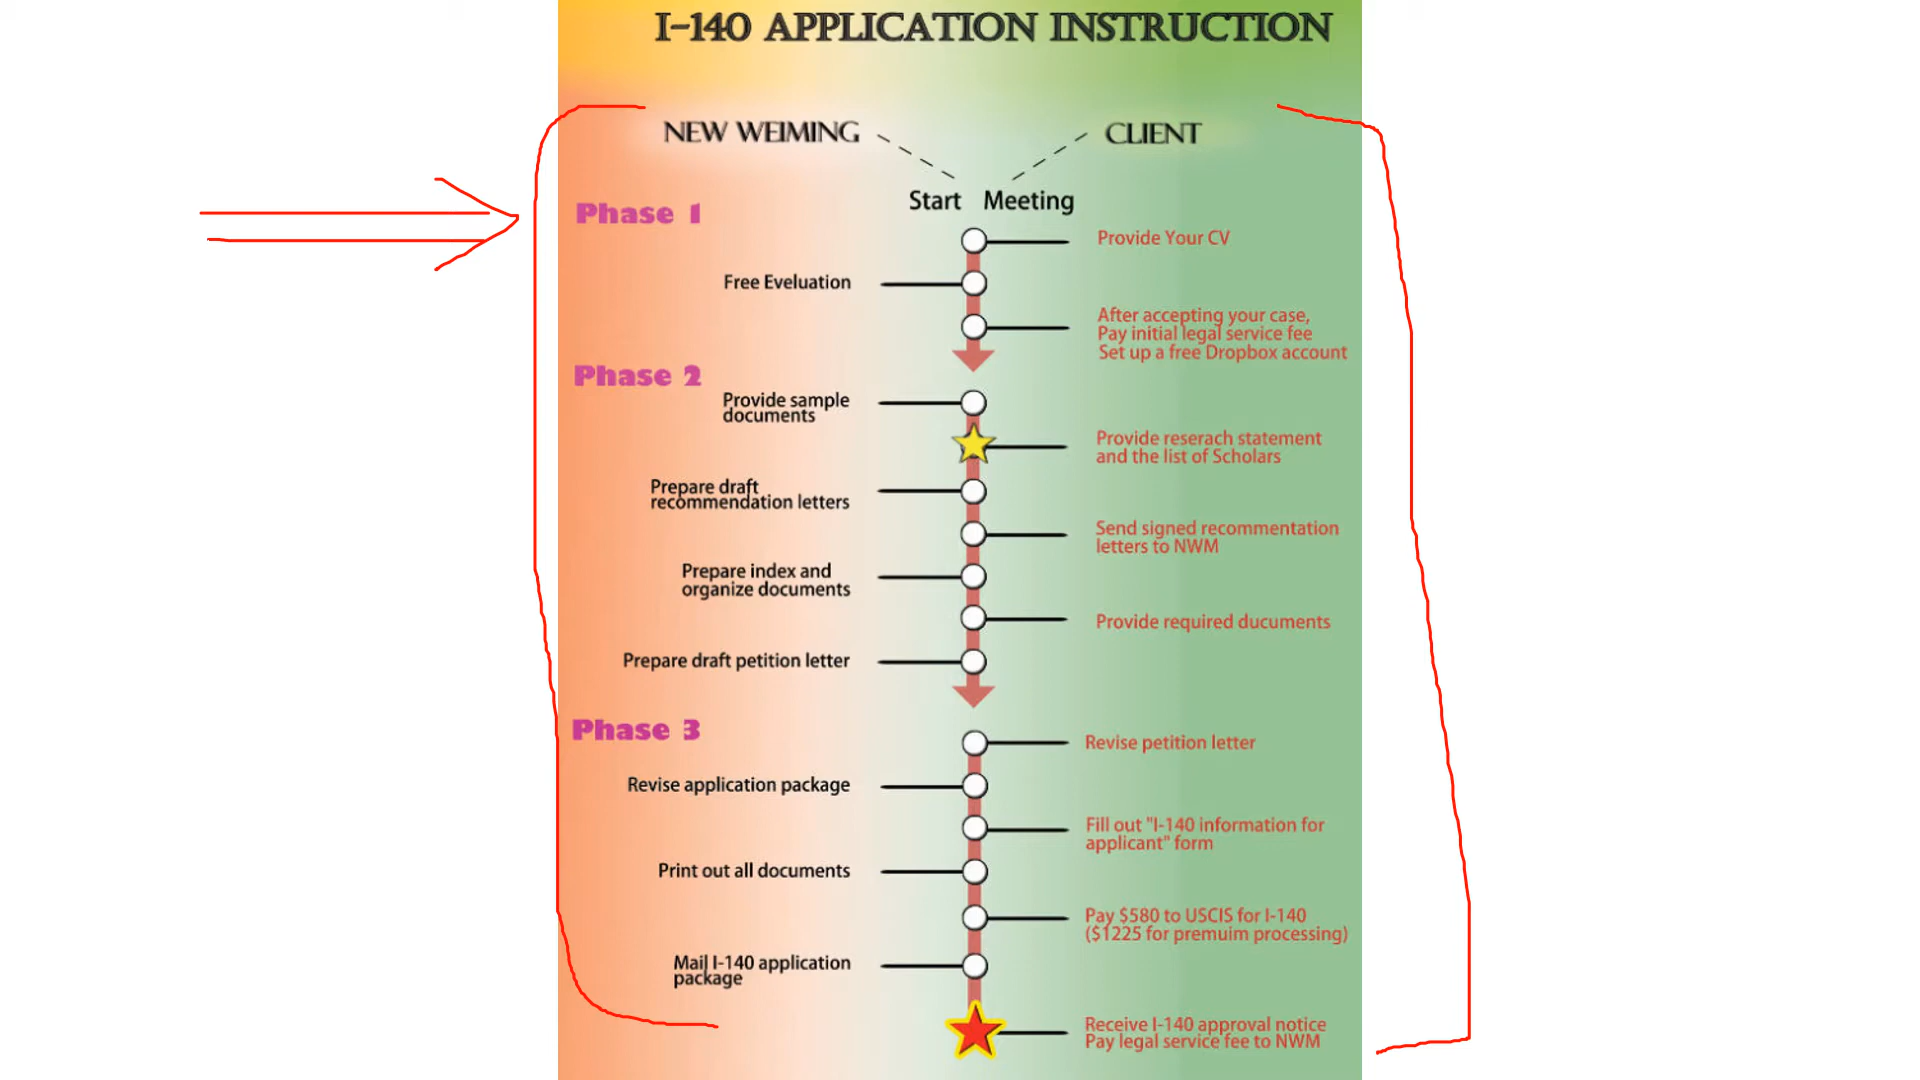 I-140 APPLICATION INSTRUCTION
NEW WEIMING
CLIENT
Start Meeting
Phase 1
Provide Your CV
Free Eveluation
After accepting your case,
Pay initial legal service fee
Set up a free Dropbox account
Phase 2
Provide sample
documents
Provide reserach statement
and the list of Scholars
Prepare draft
recommendation letters
Send signed recommentation
letters to NWM
Prepare index and
organize documents
Provide required ducuments
Prepare draft petition letter
Phase 3
Revise petition letter
Revise application package
Fill out "I-140 information for
applicant" form
Print out all documents
Pay $580 to USCIS for I-140
($1225 for premuim processing)
Mail I-140 application
package
Receive I-140 approval notice
Pay legal service fee to NWM